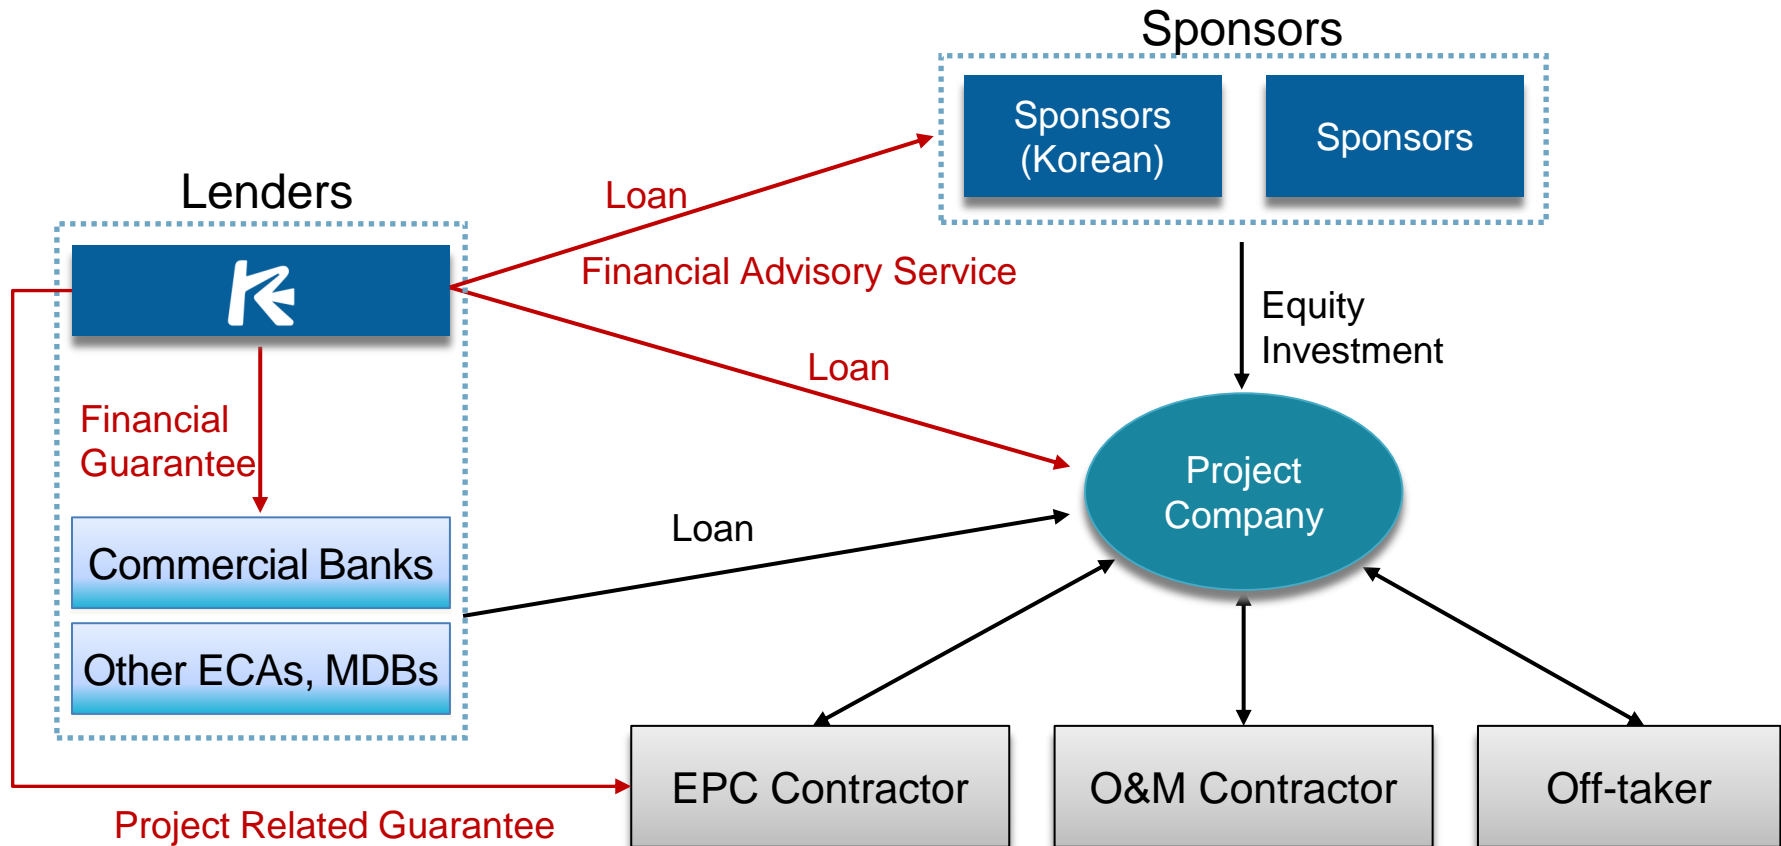 Sponsors
Sponsors
(Korean)
Sponsors
Lenders
Loan
Financial Advisory Service
Equity
Investment
Loan
Financial
Guarantee
Project
Company
Loan
Commercial Banks
Other ECAs, MDBs
EPC Contractor
O&M Contractor
Off-taker
Project Related Guarantee